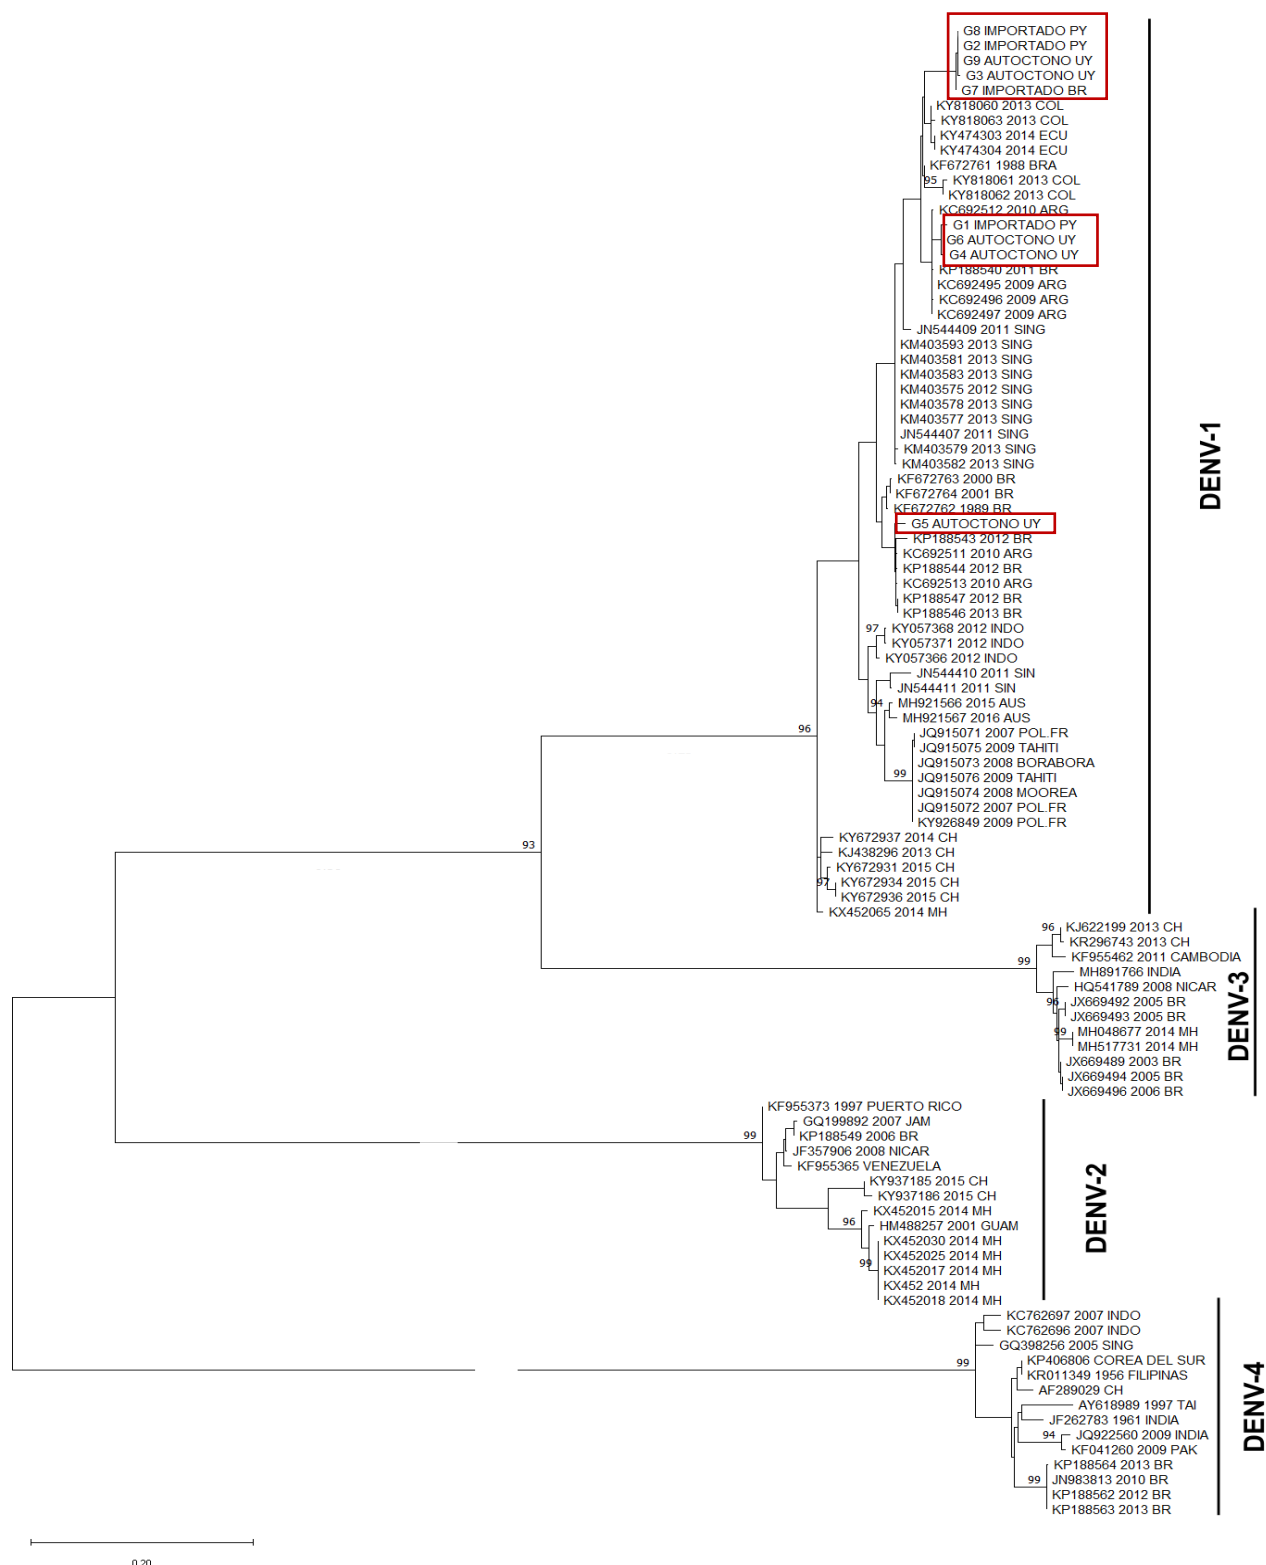 G8 IMPORTADO PY
G2 IMPORTADO PY
G9 AUTOCTONO UY
G3 AUTOCTONO UY
G7 IMPORTADO BR
KY818060 2013 COL
KY818063 2013 COL
KY474303 2014 ECU
KY474304 2014 ECU
KF672761 1988 BRA
95
KY818061 2013 COL
KY818062 2013 COL
KC692512 2010 ARG
G1 IMPORTADO PY
G6 AUTOCTONO UY
G4 AUTOCTONO UY
KP188540 2011 BR
KC692495 2009 ARG
KC692496 2009 ARG
KC692497 2009 ARG
JN544409 2011 SING
KM403593 2013 SING
KM403581 2013 SING
KM403583 2013 SING
KM403575 2012 SING
KM403578 2013 SING
KM403577 2013 SING
JN544407 2011 SING
KM403579 2013 SING
KM403582 2013 SING
DENV-1
KF672763 2000 BR
KF672764 2001 BR
KF672762 1989 BR
G5 AUTOCTONO UY
KP188543 2012 BR
KC692511 2010 ARG
KP188544 2012 BR
KC692513 2010 ARG
KP188547 2012 BR
KP188546 2013 BR
97
KY057368 2012 INDO
KY057371 2012 INDO
KY057366 2012 INDO
JN544410 2011 SIN
JN544411 2011 SIN
94
MH921566 2015 AUS
MH921567 2016 AUS
96
JQ915071 2007 POL.FR
JQ915075 2009 TAHITI
JQ915073 2008 BORABORA
99
JQ915076 2009 TAHITI
JQ915074 2008 MOOREA
JQ915072 2007 POL.FR
KY926849 2009 POL.FR
KY672937 2014 CH
93
KJ438296 2013 CH
KY672931 2015 CH
97
KY672934 2015 CH
KY672936 2015 CH
KX452065 2014 MH
96
KJ622199 2013 CH
KR296743 2013 CH
KF955462 2011 CAMBODIA
99
MH891766 INDIA
HQ541789 2008 NICAR
96
JX669492 2005 BR
JX669493 2005 BR
DENV-3
99
MH048677 2014 MH
MH517731 2014 MH
JX669489 2003 BR
JX669494 2005 BR
JX669496 2006 BR
KF955373 1997 PUERTO RICO
GQ199892 2007 JAM
99
KP188549 2006 BR
JF357906 2008 NICAR
KF955365 VENEZUELA
KY937185 2015 CH
KY937186 2015 CH
DENV-2
KX452015 2014 MH
96
HM488257 2001 GUAM
KX452030 2014 MH
KX452025 2014 MH
99
KX452017 2014 MH
KX452 2014 MH
KX452018 2014 MH
KC762697 2007 INDO
KC762696 2007 INDO
GQ398256 2005 SING
99
KP406806 COREA DEL SUR
KR011349 1956 FILIPINAS
AF289029 CH
AY618989 1997 TAI
DENV-4
JF262783 1961 INDIA
94
JQ922560 2009 INDIA
KF041260 2009 PAK
KP188564 2013 BR
99
JN983813 2010 BR
KP188562 2012 BR
KP188563 2013 BR
0.20